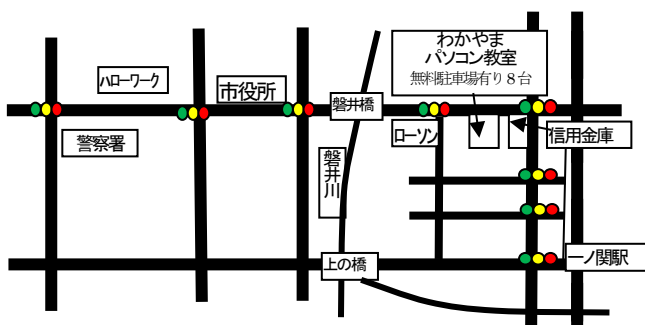 わかやま
パソコン教室
無料駐車場有り8台
ハローワーク
市役所
磐井橋
警察署
ローソン
信用金庫
磐井川
上の橋
一ノ関駅